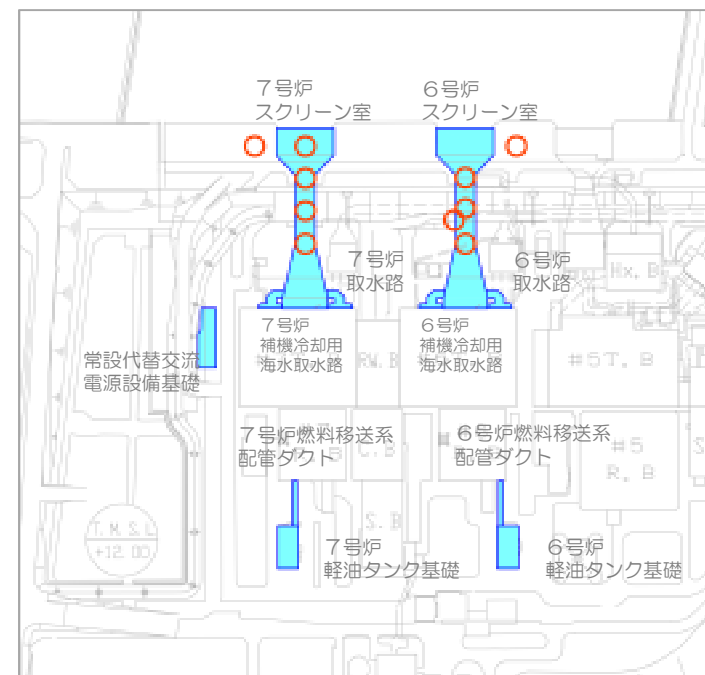 ７号炉
スクリーン室
６号炉
スクリーン室
７号炉
取水路
６号炉
取水路
Hx. B
７号炉
補機冷却用
海水取水路
RW. B
６号炉
補機冷却用
海水取水路
#5T. B
常設代替交流
電源設備基礎
７号炉燃料移送系
配管ダクト
C. B
６号炉燃料移送系
配管ダクト
#5
R. B
T. M. S. L
+12. 00
S. B
７号炉
軽油タンク基礎
６号炉
軽油タンク基礎